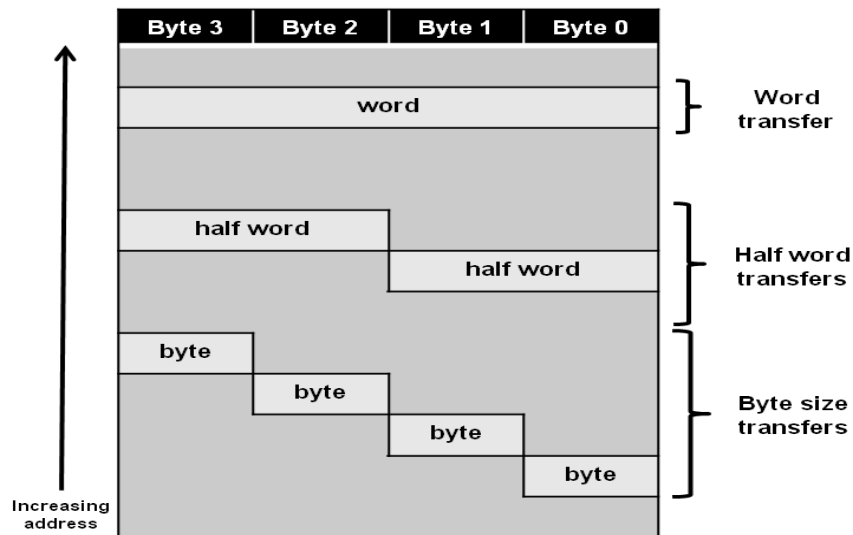 Byte 3 Byte 2 Byte 1 Byte 0
word
Word
transfer
half word
half word
Half word
transfers
byte
byte
byte
byte
Byte size
transfers
Increasing
address